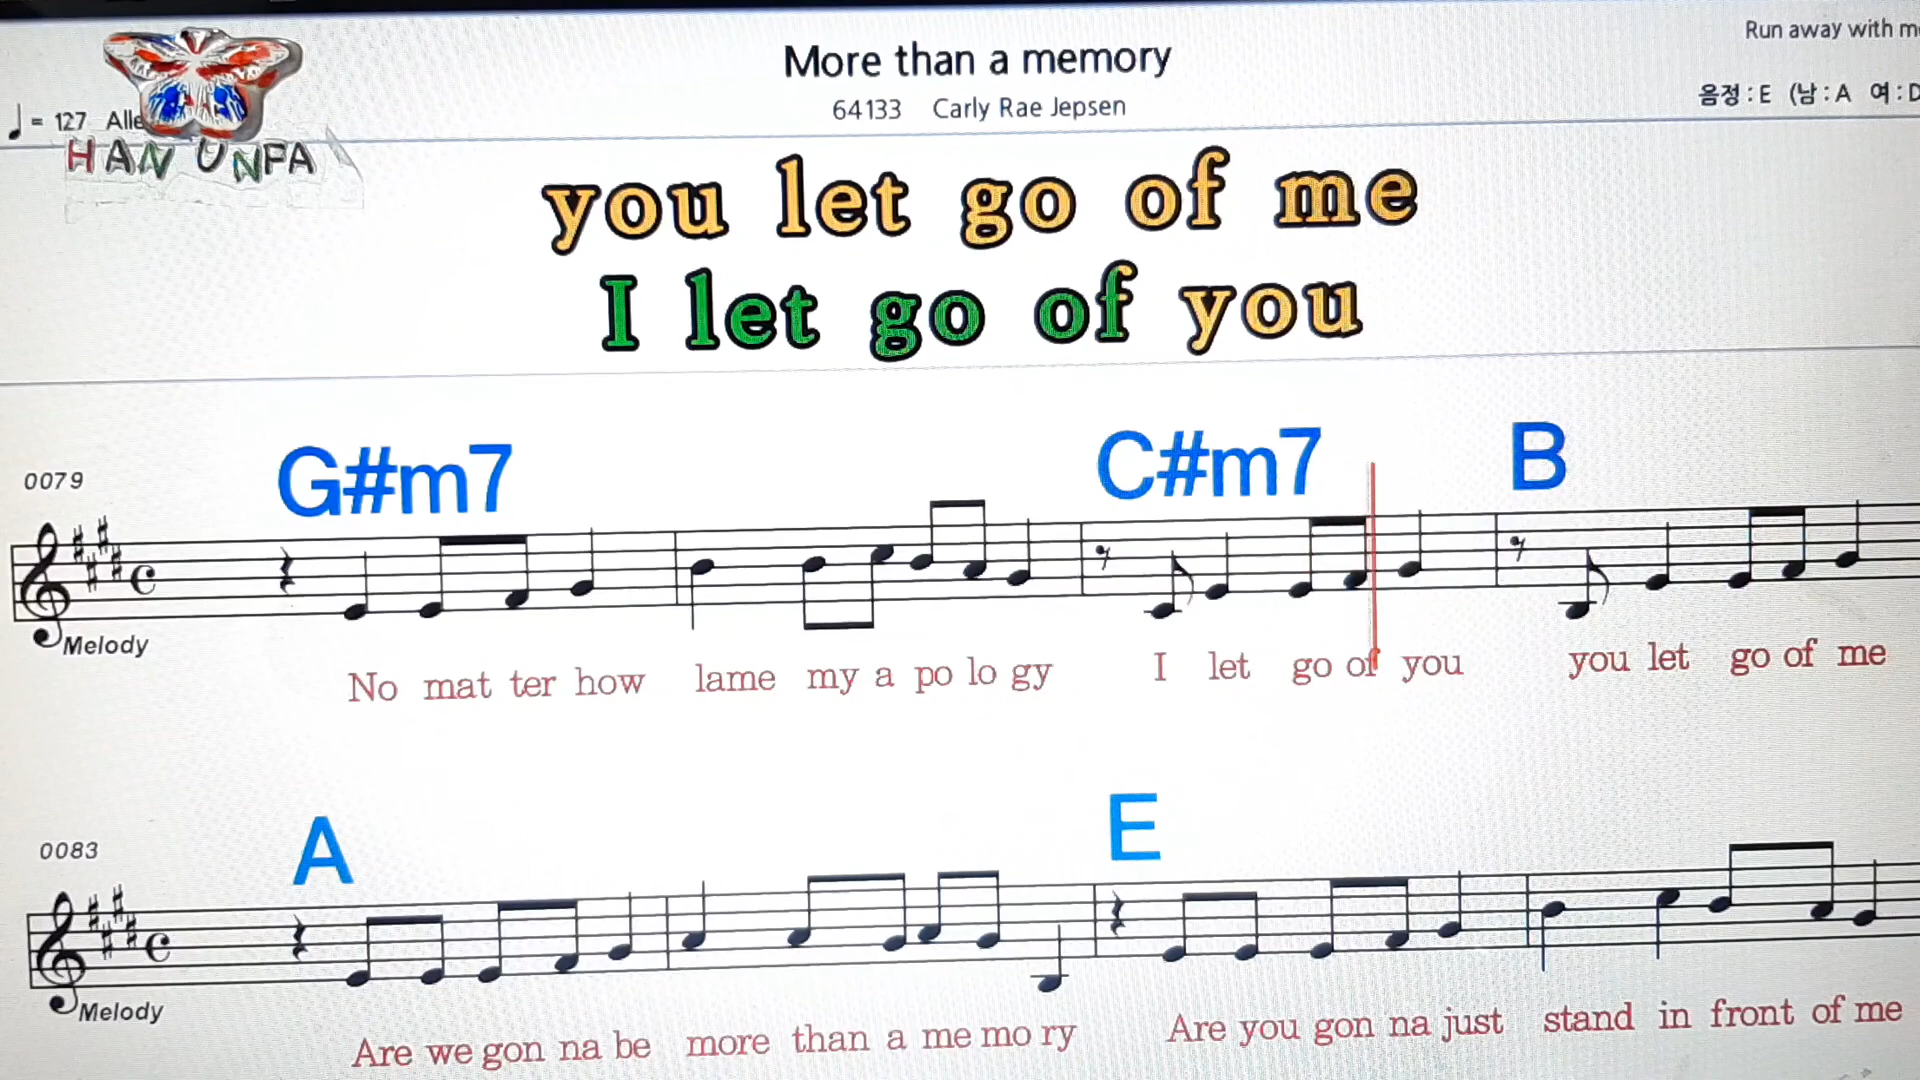 Run away with m
More than a memory
64133 Carly Rae Jepsen
음정 : E (남 : A 여 : D
= 127 Alle
HAN UNPA
you let go of me
I let go of you
G#m7 C#m7 B
0079
Melody
No mat ter how lame my a po lo gy I let go of you you let go of me
A E
0083
Melody
Are we gon na be more than a me mo ry Are you gon na just stand in front of me